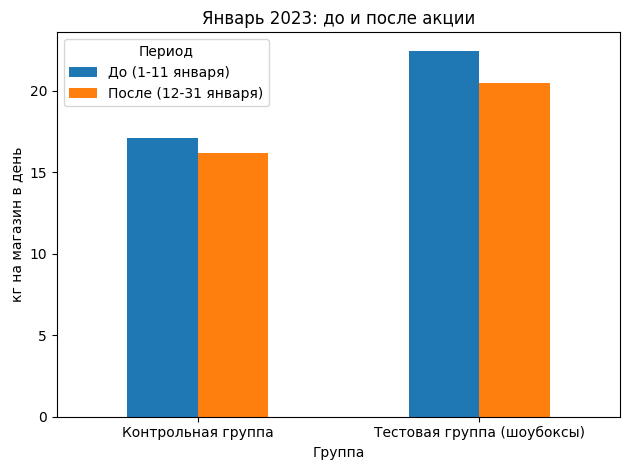 Январь 2023: до и после акции
Период
До (1-11 января)
После (12-31 января)
20
15
10
5
0
кг на магазин в день
Контрольная группа
Тестовая группа (шоубоксы)
Группа